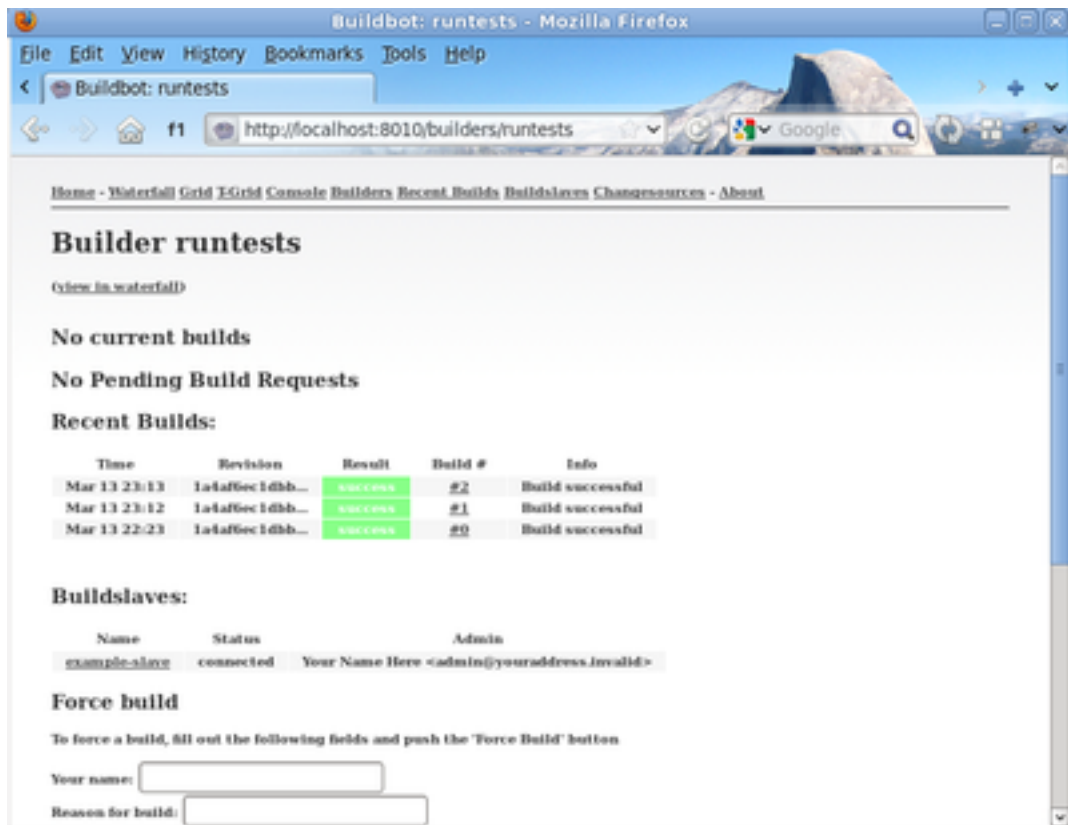 Buildbot: runtests - Mozilla Firefox
File Edit View History Bookmarks Tools Help
Buildbot: runtests
f1 http://localhost:8010/builders/runtests Google
Home - Waterfall Grid T-Grid Console Builders Recent Builds Buildslaves Changesources - About
Builder runtests
(view in waterfall)
No current builds
No Pending Build Requests
Recent Builds:
Time Revision Result Build # Info
Mar 13 23:13 1a4af6ec1dbb... success #2 Build successful
Mar 13 23:12 1a4af6ec1dbb... success #1 Build successful
Mar 13 22:23 1a4af6ec1dbb... success #0 Build successful
Buildslaves:
Name Status Admin
example-slave connected Your Name Here <admin@youraddress.invalid>
Force build
To force a build, fill out the following fields and push the 'Force Build' button
Your name:
Reason for build: